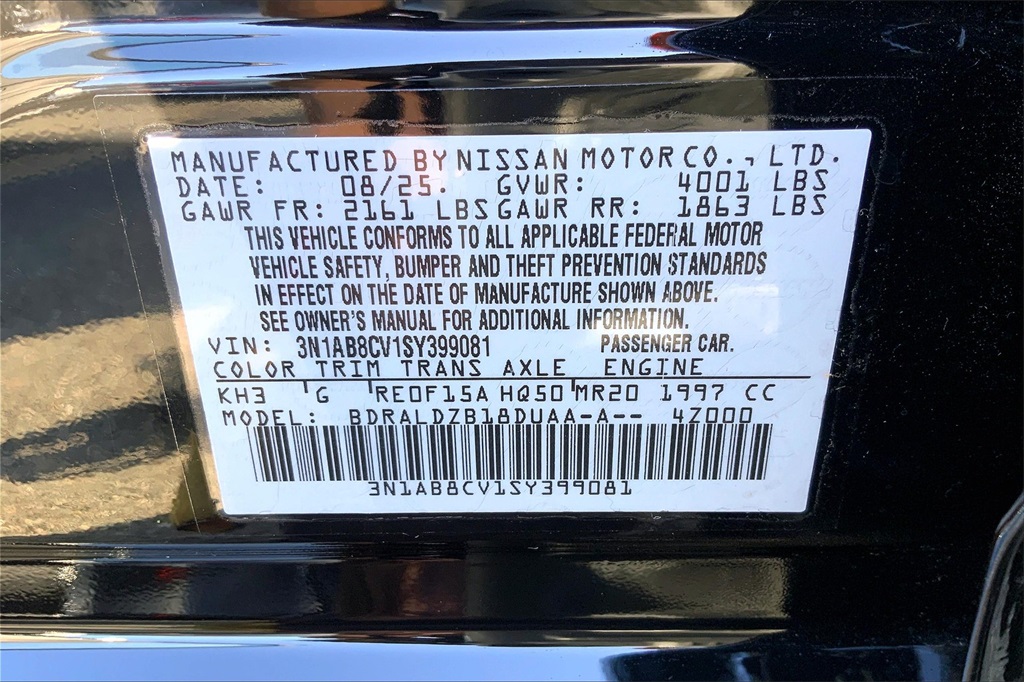 MANUFACTURED BY NISSAN MOTOR CO., LTD.
DATE: 08/25. GVWR: 4001 LBS
GAWR FR: 2161 LBS GAWR RR: 1863 LBS
THIS VEHICLE CONFORMS TO ALL APPLICABLE FEDERAL MOTOR
VEHICLE SAFETY, BUMPER AND THEFT PREVENTION STANDARDS
IN EFFECT ON THE DATE OF MANUFACTURE SHOWN ABOVE.
SEE OWNER'S MANUAL FOR ADDITIONAL INFORMATION.
VIN: 3N1AB8CV1SY399081 PASSENGER CAR.
COLOR TRIM TRANS AXLE ENGINE
KH3 G RE0F15A HQ50 MR20 1997 CC
MODEL: BDRALDZB18DUAA-A-- 4Z000
3N1AB8CV1SY399081